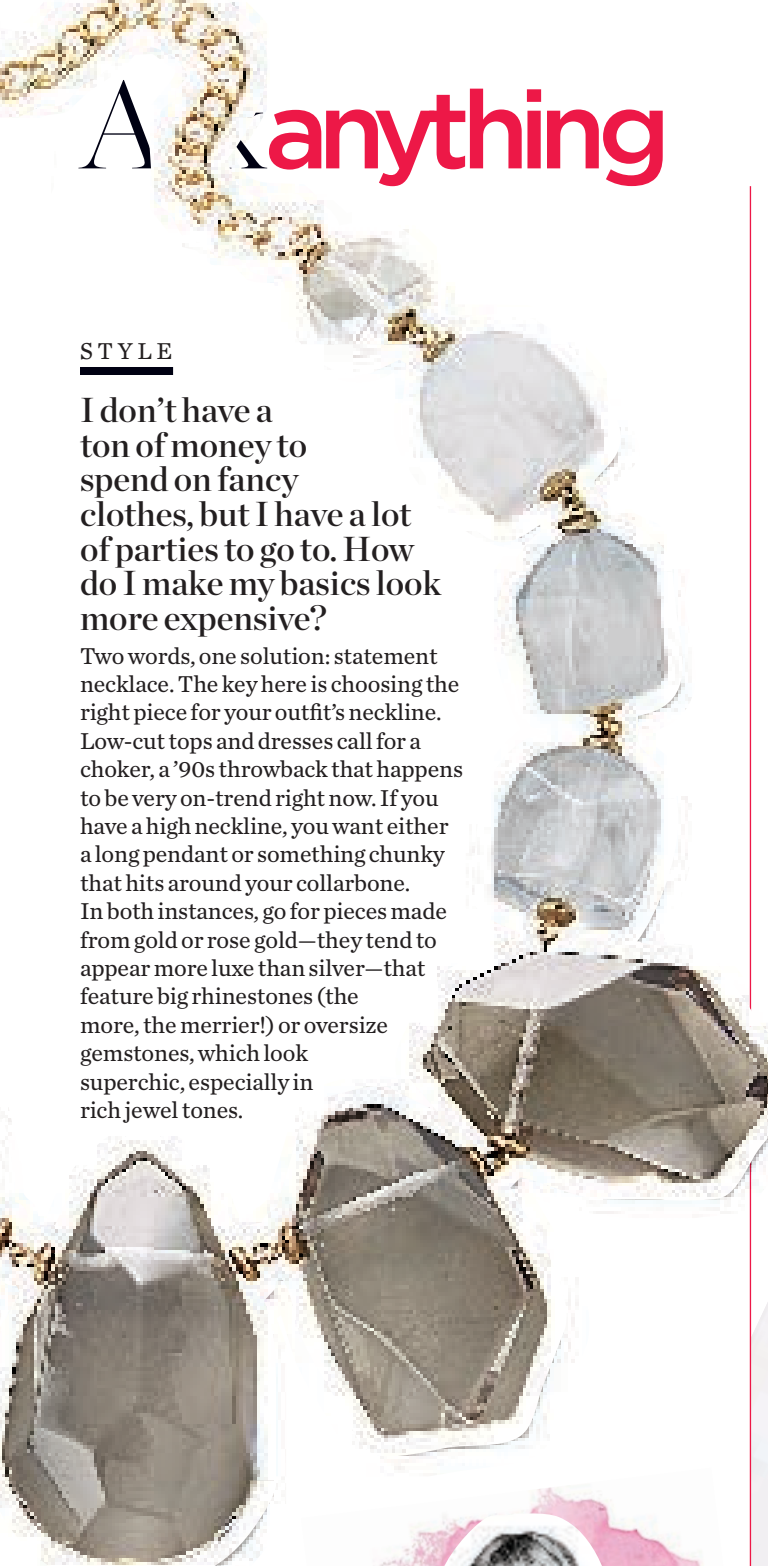 Ask anything
STYLE
I don’t have a
ton of money to
spend on fancy
clothes, but I have a lot
of parties to go to. How
do I make my basics look
more expensive?
Two words, one solution: statement
necklace. The key here is choosing the
right piece for your outfit’s neckline.
Low-cut tops and dresses call for a
choker, a ’90s throwback that happens
to be very on-trend right now. If you
have a high neckline, you want either
a long pendant or something chunky
that hits around your collarbone.
In both instances, go for pieces made
from gold or rose gold—they tend to
appear more luxe than silver—that
feature big rhinestones (the
more, the merrier!) or oversize
gemstones, which look
superchic, especially in
rich jewel tones.